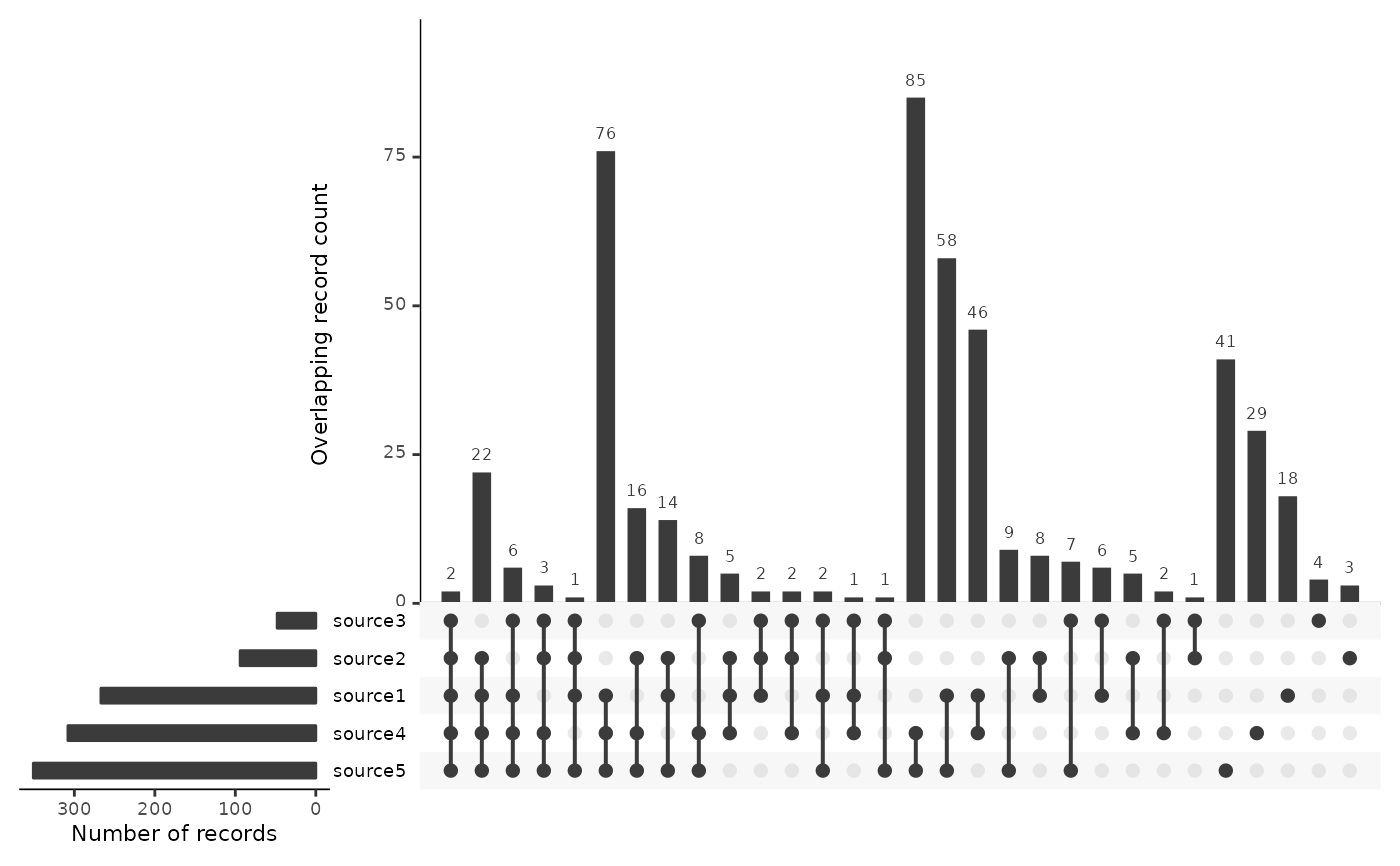 Overlapping record count
75
50
25
0
2 22 6 3 1 76 16 14 8 5 2 2 2 1 1 85 58 46 9 8 7 6 5 2 1 41 29 18 4 3
source3
source2
source1
source4
source5
300 200 100 0
Number of records